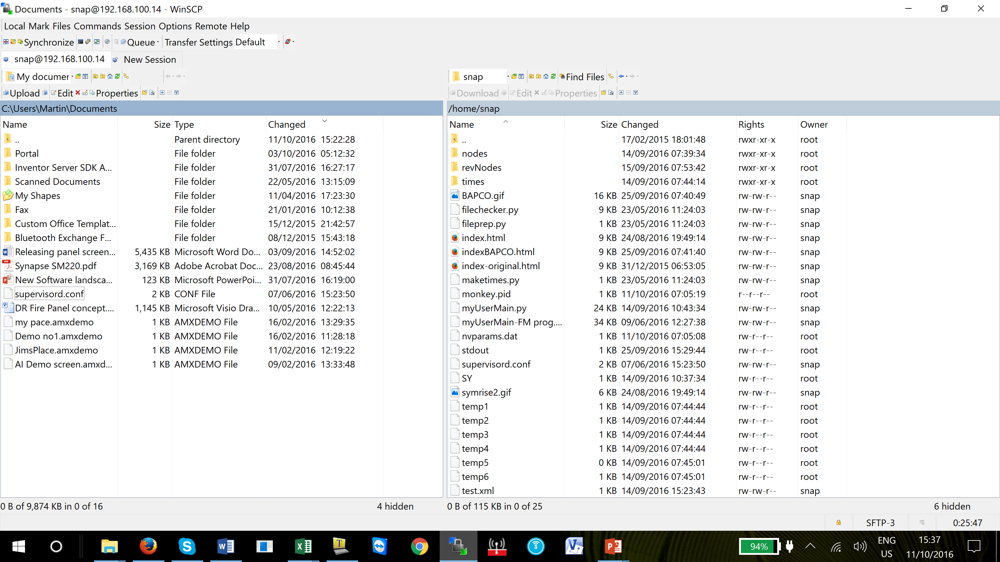 Documents - snap@192.168.100.14 - WinSCP
Local Mark Files Commands Session Options Remote Help
Synchronize Queue Transfer Settings Default
snap@192.168.100.14 New Session
My documer
Upload Edit Properties
snap Find Files
Download Edit Properties
C:\Users\Martin\Documents
Name Size Type Changed
.. Parent directory 11/10/2016 15:22:28
Portal File folder 03/10/2016 05:12:32
Inventor Server SDK A... File folder 31/07/2016 16:27:17
Scanned Documents File folder 22/05/2016 13:15:09
My Shapes File folder 11/04/2016 17:23:30
Fax File folder 21/01/2016 10:12:38
Custom Office Templat... File folder 15/12/2015 21:42:57
Bluetooth Exchange F... File folder 08/12/2015 15:43:18
Releasing panel screen... 5,435 KB Microsoft Word Do... 03/09/2016 14:52:02
Synapse SM220.pdf 3,169 KB Adobe Acrobat Doc... 23/08/2016 08:45:44
New Software landsca... 123 KB Microsoft PowerPoi... 31/07/2016 16:19:00
supervisord.conf 2 KB CONF File 07/06/2016 15:23:50
DR Fire Panel concept.... 1,145 KB Microsoft Visio Dra... 10/05/2016 12:22:13
my pace.amxdemo 1 KB AMXDEMO File 16/02/2016 13:29:35
Demo no1.amxdemo 1 KB AMXDEMO File 16/02/2016 11:28:18
JimsPlace.amxdemo 1 KB AMXDEMO File 11/02/2016 12:19:22
AI Demo screen.amxd... 1 KB AMXDEMO File 09/02/2016 13:33:48
0 B of 9,874 KB in 0 of 16 4 hidden
/home/snap
Name Size Changed Rights Owner
.. 17/02/2015 18:01:48 rwxr-xr-x root
nodes 14/09/2016 07:39:34 rwxr-xr-x root
revNodes 15/09/2016 07:53:42 rwxr-xr-x root
times 14/09/2016 07:44:14 rwxr-xr-x root
BAPCO.gif 16 KB 25/09/2016 07:40:49 rw-rw-r-- snap
filechecker.py 9 KB 23/05/2016 11:24:03 rw-rw-r-- snap
fileprep.py 1 KB 23/05/2016 11:24:03 rw-rw-r-- snap
index.html 9 KB 24/08/2016 19:49:14 rw-rw-r-- snap
indexBAPCO.html 9 KB 25/09/2016 07:41:40 rw-rw-r-- snap
index-original.html 9 KB 31/12/2015 06:53:05 rw-rw-r-- snap
maketimes.py 1 KB 23/05/2016 11:24:03 rw-rw-r-- snap
monkey.pid 1 KB 11/10/2016 07:05:19 r--r--r-- root
myUserMain.py 24 KB 14/09/2016 10:43:34 rw-rw-r-- snap
myUserMain-FM prog.... 34 KB 09/06/2016 12:27:38 rw-rw-r-- snap
nvparams.dat 1 KB 11/10/2016 07:05:08 rw-r--r-- root
stdout 1 KB 25/09/2016 15:29:44 rw-r--r-- root
supervisord.conf 2 KB 07/06/2016 15:23:50 rw-rw-r-- snap
SY 1 KB 14/09/2016 10:37:34 rw-r--r-- root
symrise2.gif 6 KB 24/08/2016 19:49:14 rw-rw-r-- snap
temp1 1 KB 14/09/2016 07:44:44 rw-r--r-- root
temp2 1 KB 14/09/2016 07:44:44 rw-r--r-- root
temp3 1 KB 14/09/2016 07:44:44 rw-r--r-- root
temp4 1 KB 14/09/2016 07:44:44 rw-r--r-- root
temp5 0 KB 14/09/2016 07:45:01 rw-r--r-- root
temp6 1 KB 14/09/2016 07:45:01 rw-r--r-- root
test.xml 1 KB 14/09/2016 15:23:43 rw-rw-r-- snap
0 B of 115 KB in 0 of 25 6 hidden
SFTP-3 0:25:47
94% ENG 15:37
US 11/10/2016